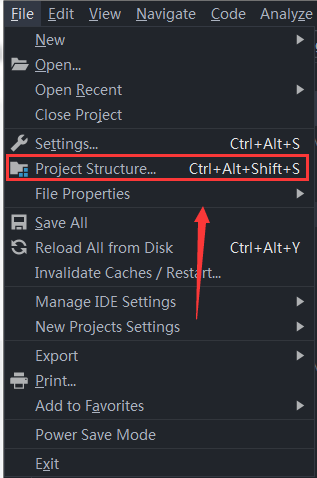 File Edit View Navigate Code Analyze
New
Open...
Open Recent
Close Project
Settings... Ctrl+Alt+S
Project Structure... Ctrl+Alt+Shift+S
File Properties
Save All
Reload All from Disk Ctrl+Alt+Y
Invalidate Caches / Restart...
Manage IDE Settings
New Projects Settings
Export
Print...
Add to Favorites
Power Save Mode
Exit